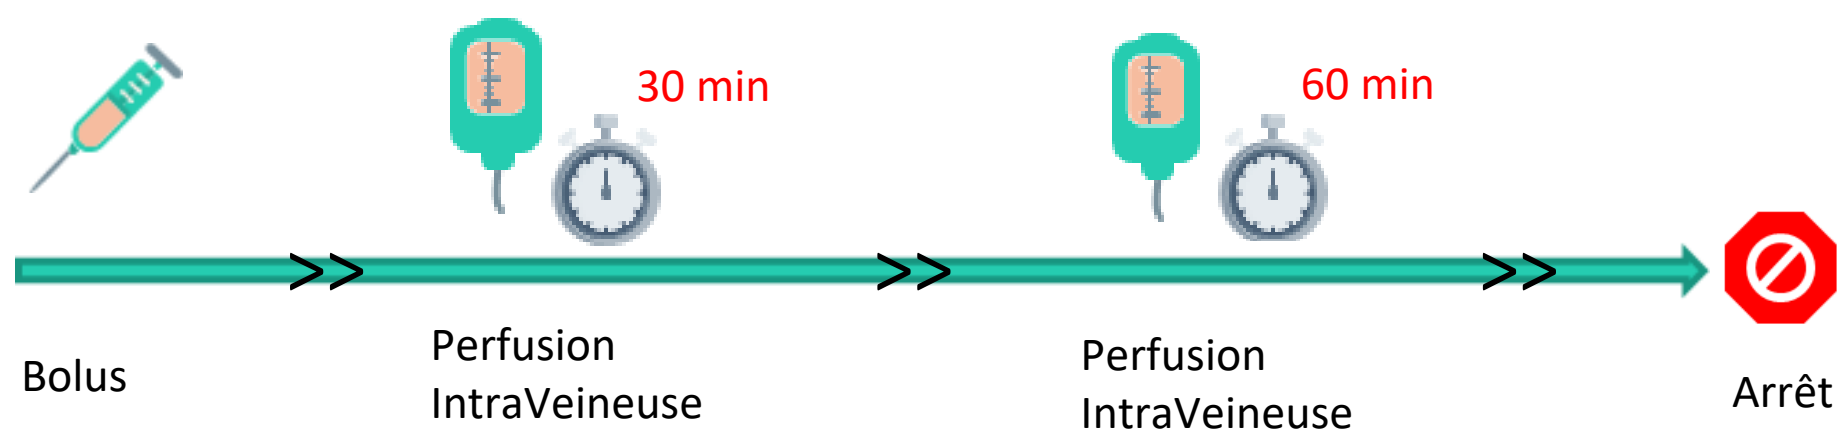 30 min
60 min
>>
>>
>>
Bolus
Perfusion
IntraVeineuse
Perfusion
IntraVeineuse
Arrêt